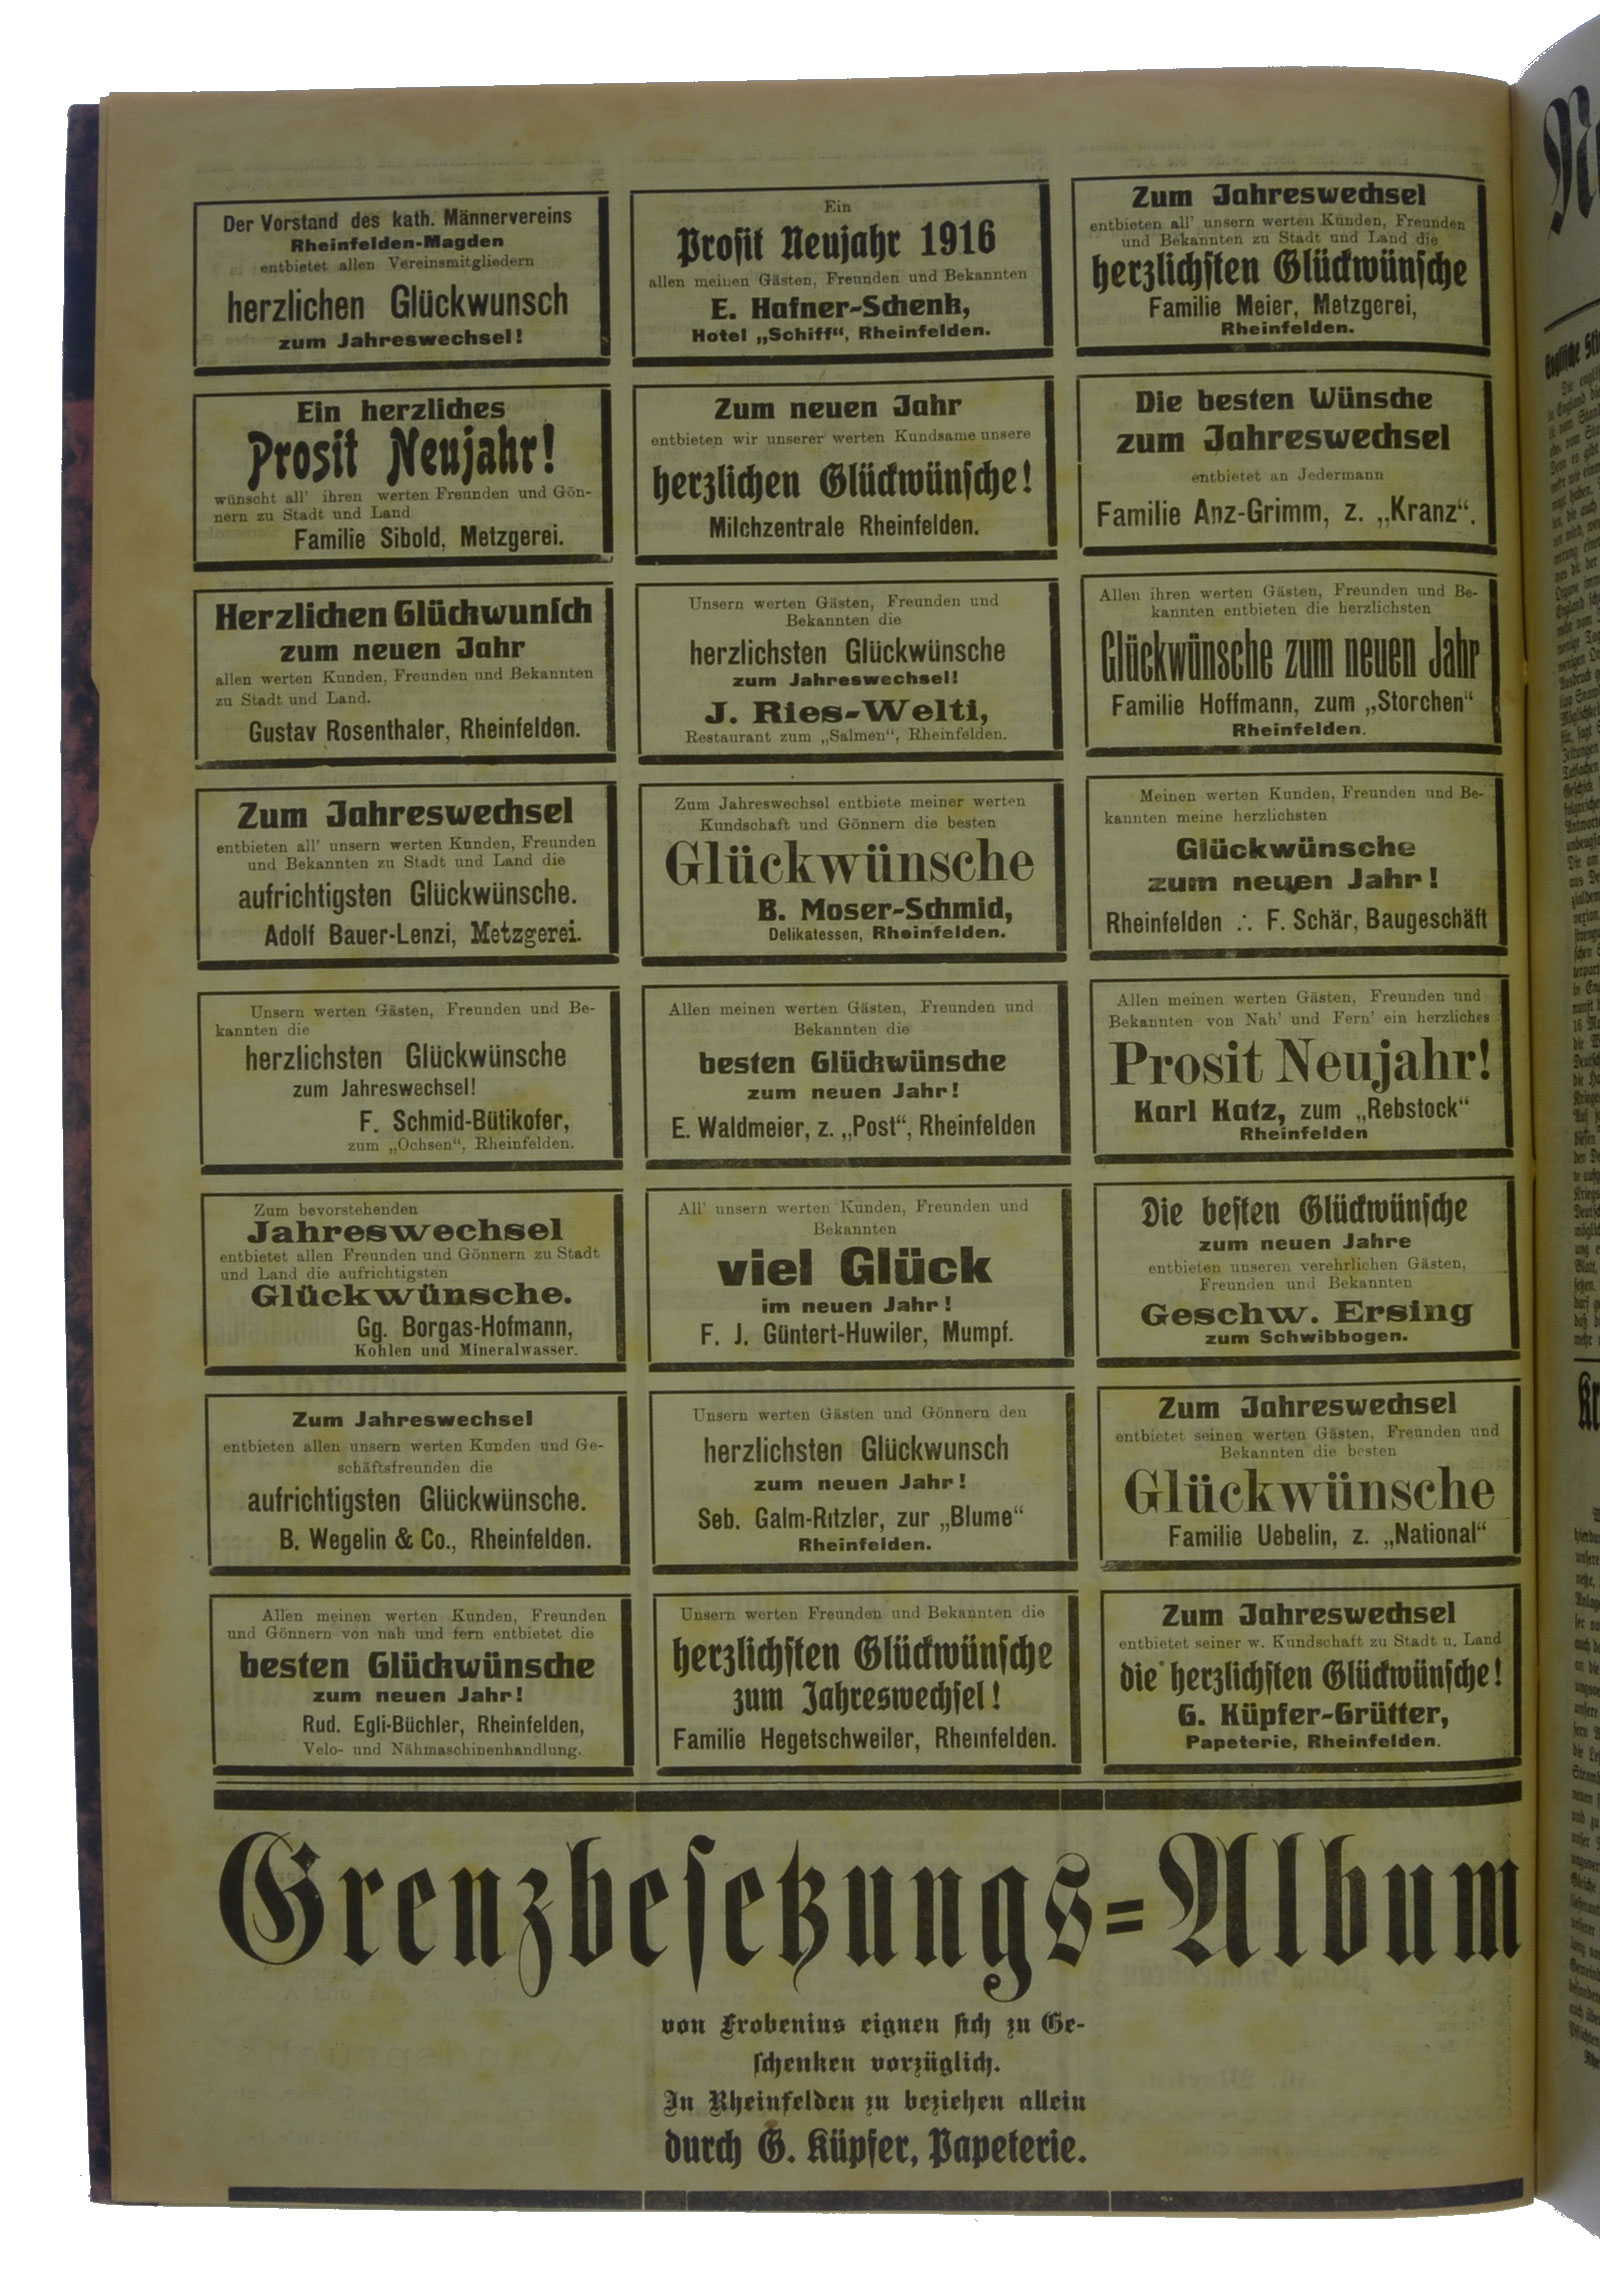 Der Vorstand des kath. Männervereins
Rheinfelden-Magden
entbietet allen Vereinsmitgliedern
herzlichen Glückwunsch
zum Jahreswechsel!
Ein
Prosit Neujahr 1916
allen meinen Gästen, Freunden und Bekannten
E. Hafner-Schenk,
Hotel „Schiff“, Rheinfelden.
Zum Jahreswechsel
entbieten all' unsern werten Kunden, Freunden
und Bekannten zu Stadt und Land die
herzlichsten Glückwünsche
Familie Meier, Metzgerei,
Rheinfelden.
Ein herzliches
Prosit Neujahr!
wünscht all' ihren werten Freunden und Gön-
nern zu Stadt und Land
Familie Sibold, Metzgerei.
Zum neuen Jahr
entbieten wir unserer werten Kundsame unsere
herzlichen Glückwünsche!
Milchzentrale Rheinfelden.
Die besten Wünsche
zum Jahreswechsel
entbietet an Jedermann
Familie Anz-Grimm, z. „Kranz“.
Herzlichen Glückwunsch
zum neuen Jahr
allen werten Kunden, Freunden und Bekannten
zu Stadt und Land.
Gustav Rosenthaler, Rheinfelden.
Unsern werten Gästen, Freunden und
Bekannten die
herzlichsten Glückwünsche
zum Jahreswechsel!
J. Ries-Welti,
Restaurant zum „Salmen“, Rheinfelden.
Allen ihren werten Gästen, Freunden und Be-
kannten entbieten die herzlichsten
Glückwünsche zum neuen Jahr
Familie Hoffmann, zum „Storchen“
Rheinfelden.
Zum Jahreswechsel
entbieten all' unsern werten Kunden, Freunden
und Bekannten zu Stadt und Land die
aufrichtigsten Glückwünsche.
Adolf Bauer-Lenzi, Metzgerei.
Zum Jahreswechsel entbiete meiner werten
Kundschaft und Gönnern die besten
Glückwünsche
B. Moser-Schmid,
Delikatessen, Rheinfelden.
Meinen werten Kunden, Freunden und Be-
kannten meine herzlichsten
Glückwünsche
zum neuen Jahr!
Rheinfelden ∴ F. Schär, Baugeschäft
Unsern werten Gästen, Freunden und Be-
kannten die
herzlichsten Glückwünsche
zum Jahreswechsel!
F. Schmid-Bütikofer,
zum „Ochsen“, Rheinfelden.
Allen meinen werten Gästen, Freunden und
Bekannten die
besten Glückwünsche
zum neuen Jahr!
E. Waldmeier, z. „Post“, Rheinfelden
Allen meinen werten Gästen, Freunden und
Bekannten von Nah' und Fern' ein herzliches
Prosit Neujahr!
Karl Katz, zum „Rebstock“
Rheinfelden
Zum bevorstehenden
Jahreswechsel
entbietet allen Freunden und Gönnern zu Stadt
und Land die aufrichtigsten
Glückwünsche.
Gg. Borgas-Hofmann,
Kohlen und Mineralwasser.
All' unsern werten Kunden, Freunden und
Bekannten
viel Glück
im neuen Jahr!
F. J. Güntert-Huwiler, Mumpf.
Die besten Glückwünsche
zum neuen Jahre
entbieten unseren verehrlichen Gästen,
Freunden und Bekannten
Geschw. Ersing
zum Schwibbogen.
Zum Jahreswechsel
entbieten allen unsern werten Kunden und Ge-
schäftsfreunden die
aufrichtigsten Glückwünsche.
B. Wegelin & Co., Rheinfelden.
Unsern werten Gästen und Gönnern den
herzlichsten Glückwunsch
zum neuen Jahr!
Seb. Galm-Ritzler, zur „Blume“
Rheinfelden.
Zum Jahreswechsel
entbietet seinen werten Gästen, Freunden und
Bekannten die besten
Glückwünsche
Familie Uebelin, z. „National“
Allen meinen werten Kunden, Freunden
und Gönnern von nah und fern entbietet die
besten Glückwünsche
zum neuen Jahr!
Rud. Egli-Büchler, Rheinfelden,
Velo- und Nähmaschinenhandlung.
Unsern werten Freunden und Bekannten die
herzlichsten Glückwünsche
zum Jahreswechsel!
Familie Hegetschweiler, Rheinfelden.
Zum Jahreswechsel
entbietet seiner w. Kundschaft zu Stadt u. Land
die herzlichsten Glückwünsche!
G. Küpfer-Grütter,
Papeterie, Rheinfelden.
Grenzbesetzungs-Album
von Frobenius eignen sich zu Ge-
schenken vorzüglich.
In Rheinfelden zu beziehen allein
durch G. Küpfer, Papeterie.